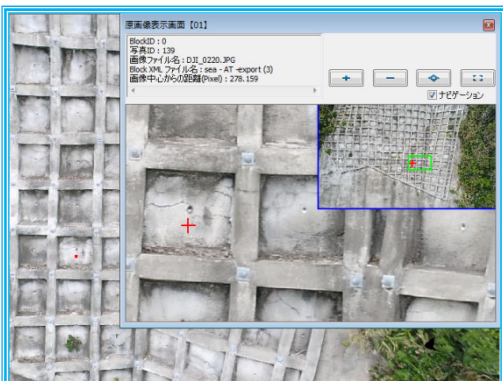 原画像表示画面【01】
BlockID : 0
写真ID : 139
画像ファイル名 : DJI_0220.JPG
Block XML ファイル名 : sea - AT -export (3)
画像中心からの距離(Pixel) : 278.159
ナビゲーション